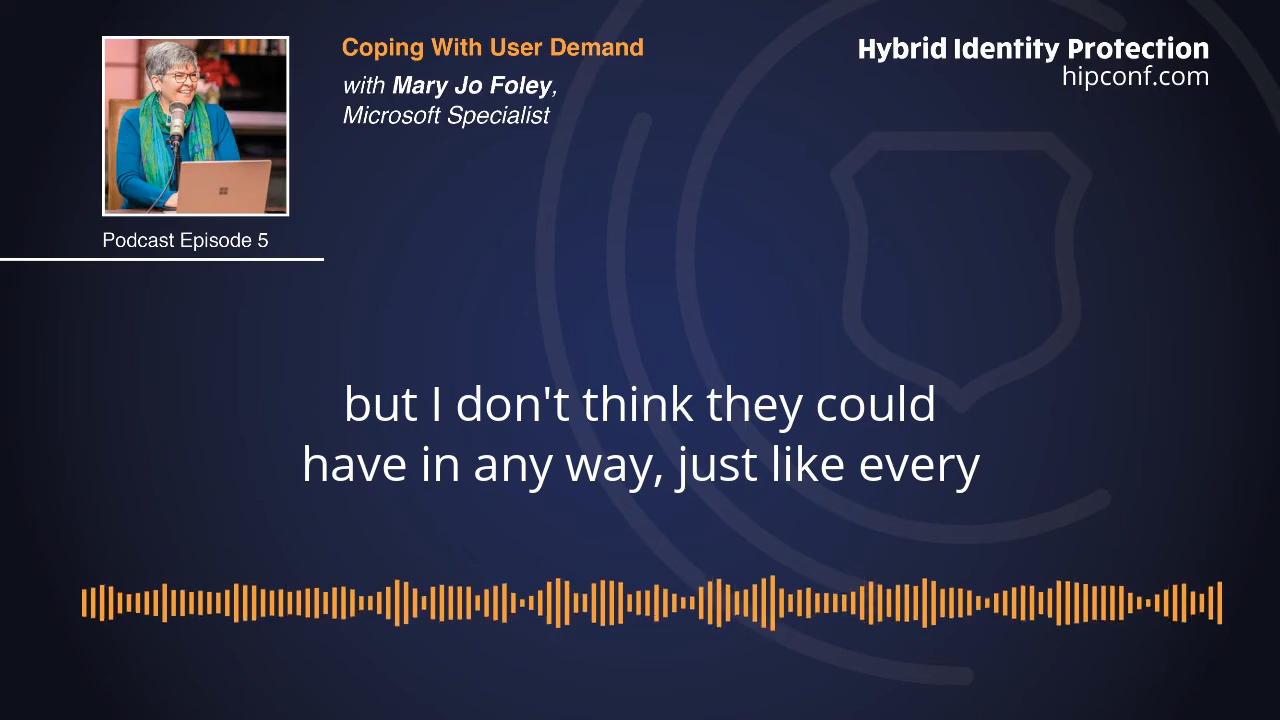 Coping With User Demand
with Mary Jo Foley,
Microsoft Specialist
Hybrid Identity Protection
hipconf.com
Podcast Episode 5
but I don't think they could
have in any way, just like every